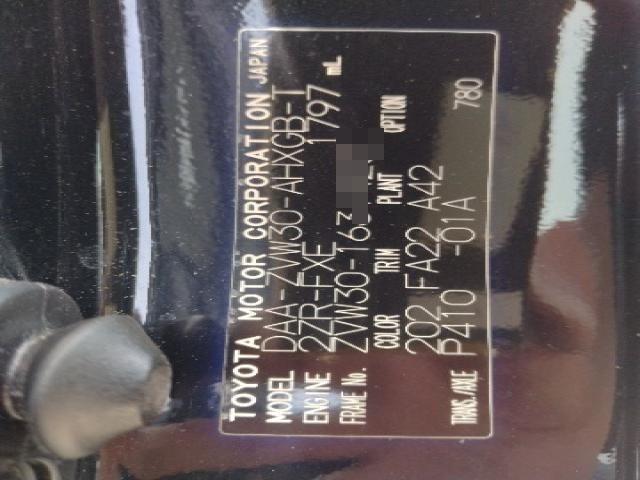 TOYOTA MOTOR CORPORATION JAPAN
MODEL DAA-ZVW30-AHXGB-T
ENGINE 2ZR-FXE 1797 mL
FRAME No. ZVW30-163
COLOR TRIM PLANT OPTION
202 FA22 A42
TRANS./AXLE P410 -01A 780